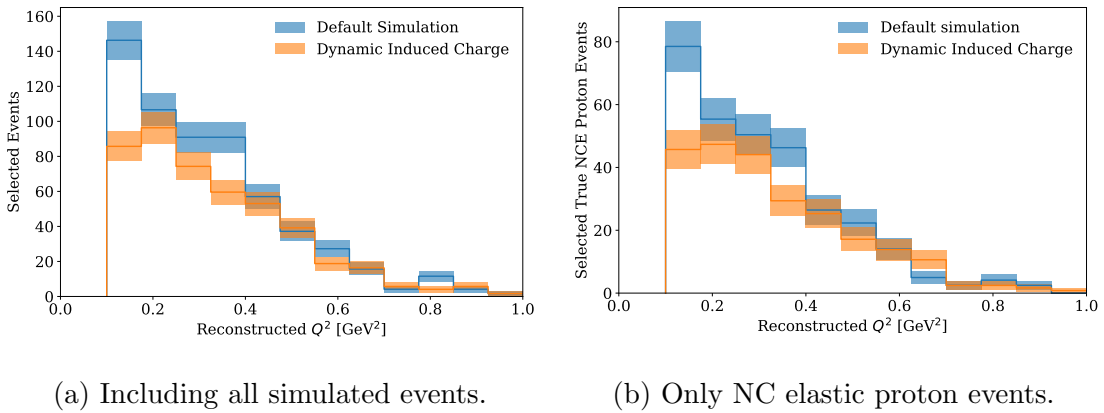 Default Simulation
Dynamic Induced Charge
Selected Events
160
140
120
100
80
60
40
20
0
0.0 0.2 0.4 0.6 0.8 1.0
Reconstructed Q² [GeV²]
(a) Including all simulated events.
Default simulation
Dynamic Induced Charge
Selected True NCE Proton Events
80
60
40
20
0
0.0 0.2 0.4 0.6 0.8 1.0
Reconstructed Q² [GeV²]
(b) Only NC elastic proton events.